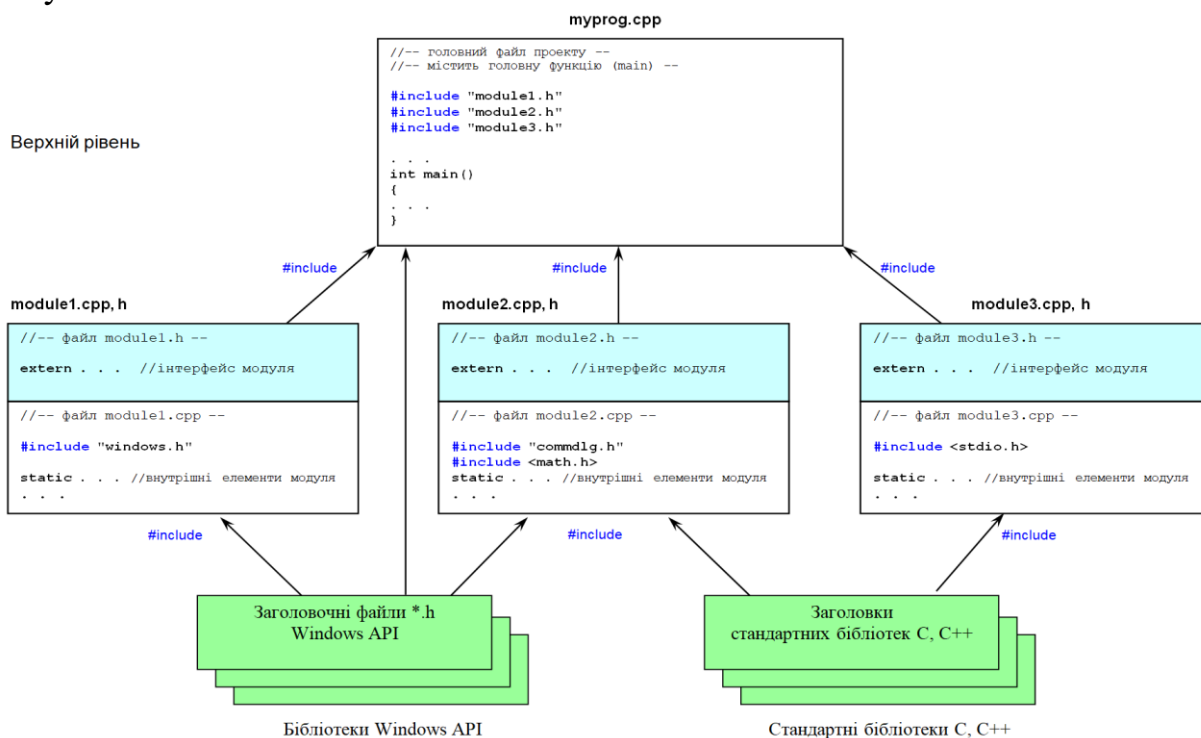 myprog.cpp
//-- головний файл проекту --
//-- містить головну функцію (main) --
#include "module1.h"
#include "module2.h"
#include "module3.h"
. . .
int main()
{
. . .
}
Верхній рівень
#include
#include
#include
module1.cpp, h
//-- файл module1.h --
extern . . . //інтерфейс модуля
//-- файл module1.cpp --
#include "windows.h"
static . . . //внутрішні елементи модуля
. . .
module2.cpp, h
//-- файл module2.h --
extern . . . //інтерфейс модуля
//-- файл module2.cpp --
#include "commdlg.h"
#include <math.h>
static . . . //внутрішні елементи модуля
. . .
module3.cpp, h
//-- файл module3.h --
extern . . . //інтерфейс модуля
//-- файл module3.cpp --
#include <stdio.h>
static . . . //внутрішні елементи модуля
. . .
#include
#include
#include
Заголовочні файли *.h
Windows API
Бібліотеки Windows API
Заголовки
стандартних бібліотек C, C++
Стандартні бібліотеки C, C++